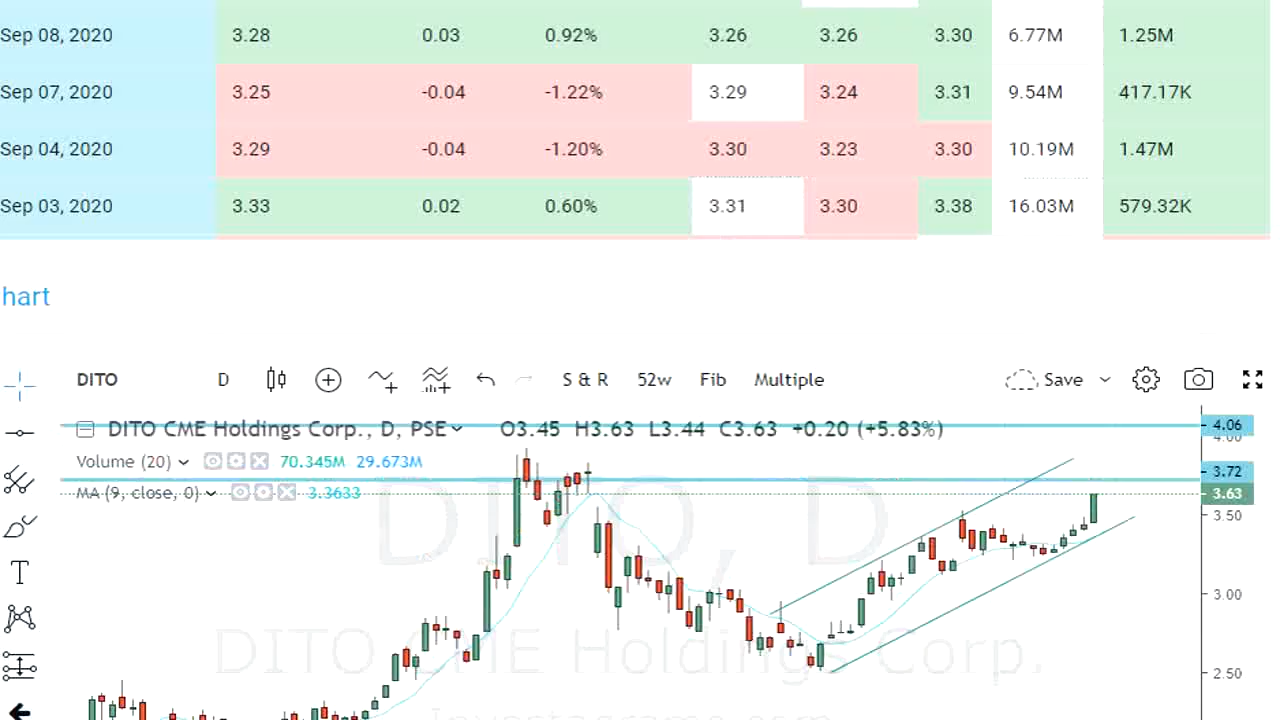 Sep 08, 2020 3.28 0.03 0.92% 3.26 3.26 3.30 6.77M 1.25M
Sep 07, 2020 3.25 -0.04 -1.22% 3.29 3.24 3.31 9.54M 417.17K
Sep 04, 2020 3.29 -0.04 -1.20% 3.30 3.23 3.30 10.19M 1.47M
Sep 03, 2020 3.33 0.02 0.60% 3.31 3.30 3.38 16.03M 579.32K
hart
DITO D S & R 52w Fib Multiple Save
DITO CME Holdings Corp., D, PSE O3.45 H3.63 L3.44 C3.63 +0.20 (+5.83%)
4.06
4.00
Volume (20) 70.345M 29.673M
3.72
MA (9, close, 0) 3.3633
3.63
3.50
DITO, D
3.00
DITO CME Holdings Corp.
2.50
Investagrams.com